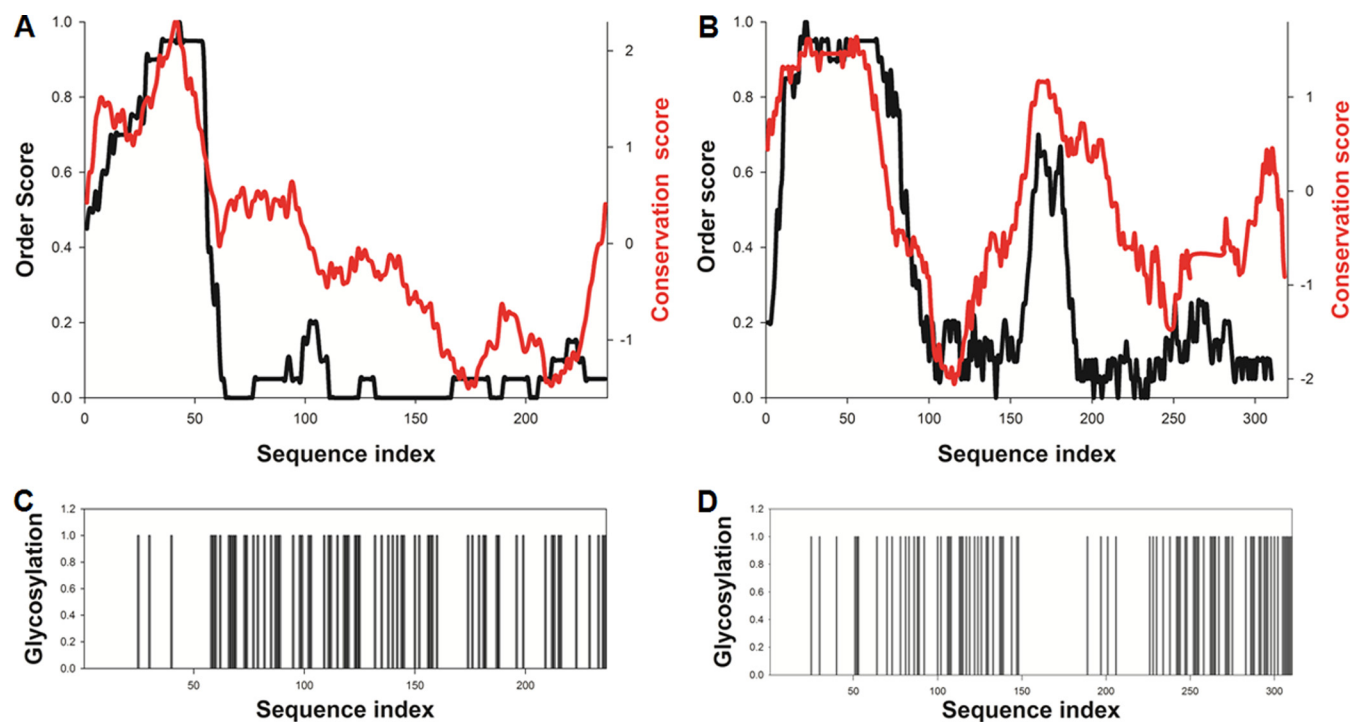 A
1.0
0.8
0.6
0.4
0.2
0.0
Order Score
2
1
0
-1
Conservation score
0 50 100 150 200
Sequence index
B
1.0
0.8
0.6
0.4
0.2
0.0
Order score
1
0
-1
-2
Conservation score
0 50 100 150 200 250 300
Sequence index
C
1.2
1.0
0.8
0.6
0.4
0.2
0.0
Glycosylation
50 100 150 200
Sequence index
D
1.2
1.0
0.8
0.6
0.4
0.2
0.0
Glycosylation
50 100 150 200 250 300
Sequence index